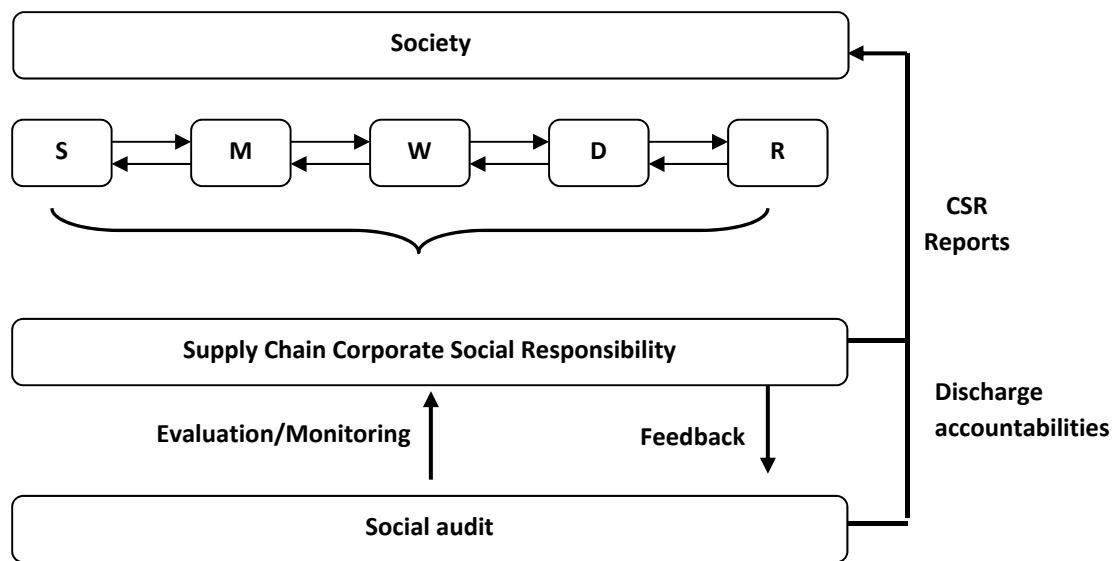 Society
S
M
W
D
R
CSR
Reports
Supply Chain Corporate Social Responsibility
Discharge
accountabilities
Evaluation/Monitoring
Feedback
Social audit